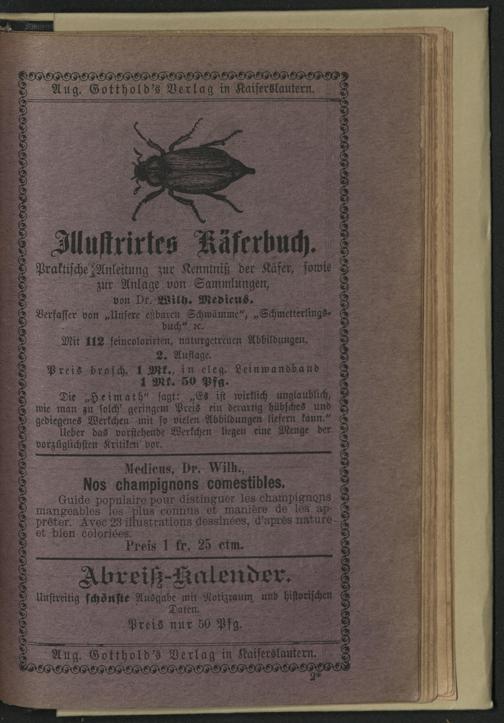 Aug. Gotthold's Verlag in Kaiserslautern.
Illustrirtes Käferbuch.
Praktische Anleitung zur Kenntniß der Käfer, sowie
zur Anlage von Sammlungen,
von Dr. Wilh. Medicus.
Verfasser von „Unsere eßbaren Schwämme“, „Schmetterlings-
buch“ ꝛc.
Mit 112 feincolorirten, naturgetreuen Abbildungen.
2. Auflage.
Preis brosch. 1 Mk., in eleg. Leinwandband
1 Mk. 50 Pfg.
Die „Heimath“ sagt: „Es ist wirklich unglaublich,
wie man zu solch' geringem Preis ein derartig hübsches und
gediegenes Werkchen mit so vielen Abbildungen liefern kann.“
Ueber das vorstehende Werkchen liegen eine Menge der
vorzüglichsten Kritiken vor.
Medicus, Dr. Wilh.,
Nos champignons comestibles.
Guide populaire pour distinguer les champignons
mangeables les plus connus et manière de les ap-
prêter. Avec 23 illustrations dessinées, d'après nature
et bien coloriées.
Preis 1 fr. 25 ctm.
Abreiß-Kalender.
Unstreitig schönste Ausgabe mit Notizraum und historischen
Daten.
Preis nur 50 Pfg.
Aug. Gotthold's Verlag in Kaiserslautern.
2*